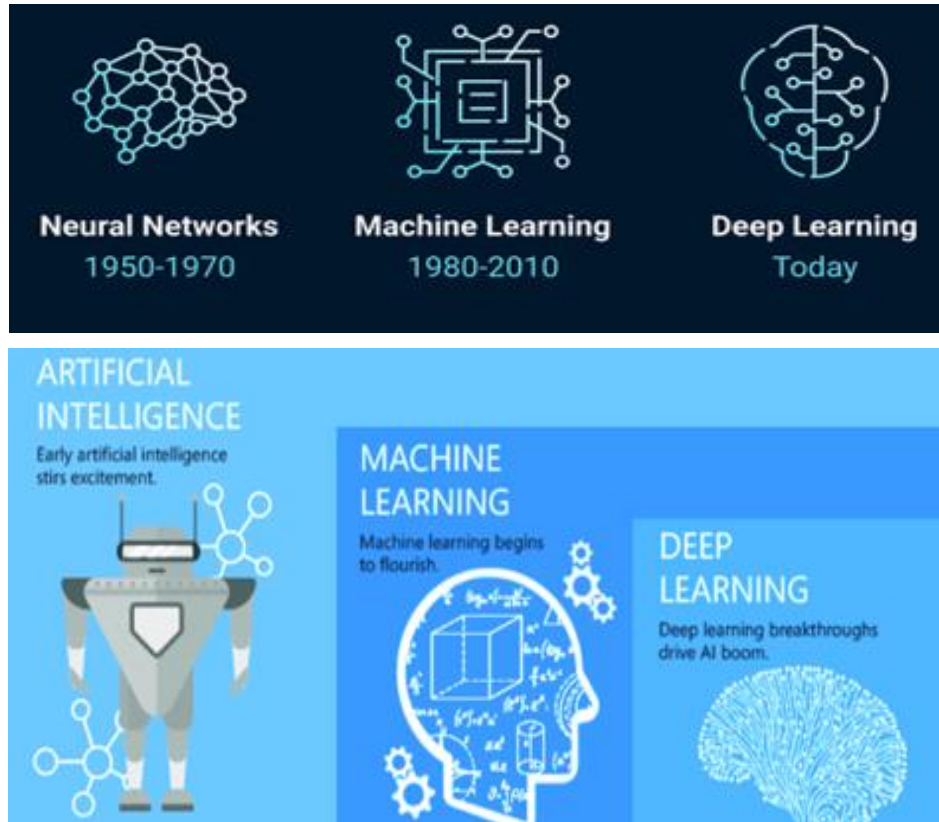 Neural Networks
1950-1970
Machine Learning
1980-2010
Deep Learning
Today
ARTIFICIAL
INTELLIGENCE
Early artificial intelligence
stirs excitement.
MACHINE
LEARNING
Machine learning begins
to flourish.
DEEP
LEARNING
Deep learning breakthroughs
drive AI boom.